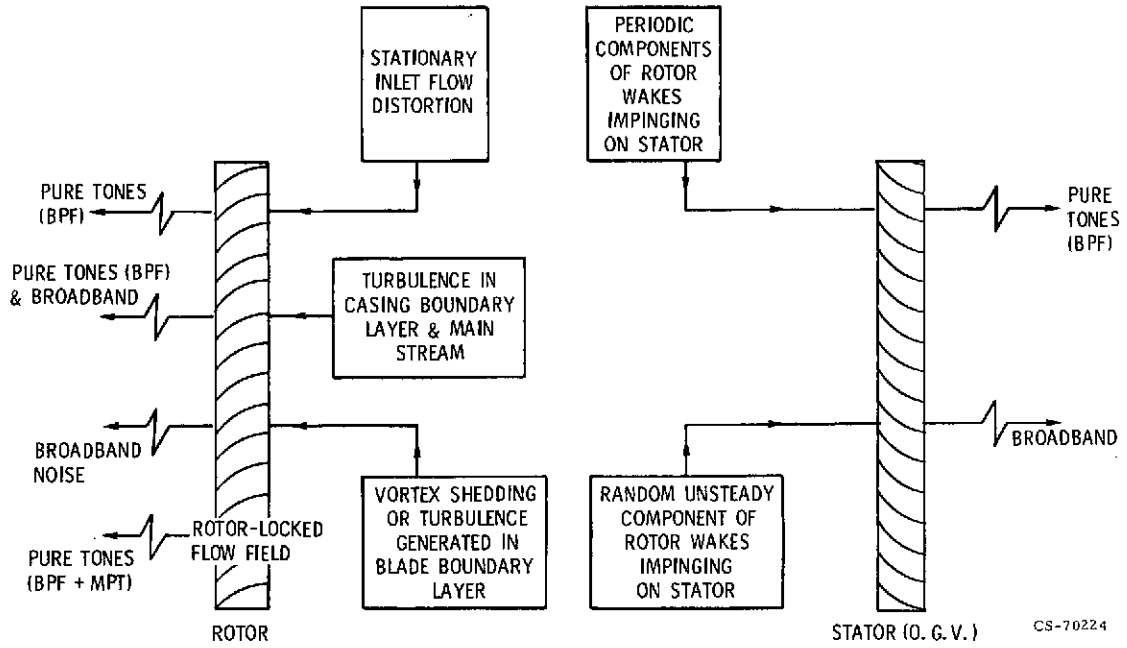 STATIONARY
INLET FLOW
DISTORTION
PERIODIC
COMPONENTS
OF ROTOR
WAKES
IMPINGING
ON STATOR
PURE TONES
(BPF)
PURE
TONES
(BPF)
PURE TONES (BPF)
& BROADBAND
TURBULENCE IN
CASING BOUNDARY
LAYER & MAIN
STREAM
BROADBAND
NOISE
BROADBAND
VORTEX SHEDDING
OR TURBULENCE
GENERATED IN
BLADE BOUNDARY
LAYER
RANDOM UNSTEADY
COMPONENT OF
ROTOR WAKES
IMPINGING
ON STATOR
ROTOR-LOCKED
FLOW FIELD
PURE TONES
(BPF + MPT)
ROTOR
STATOR (O. G. V.)
CS-70224